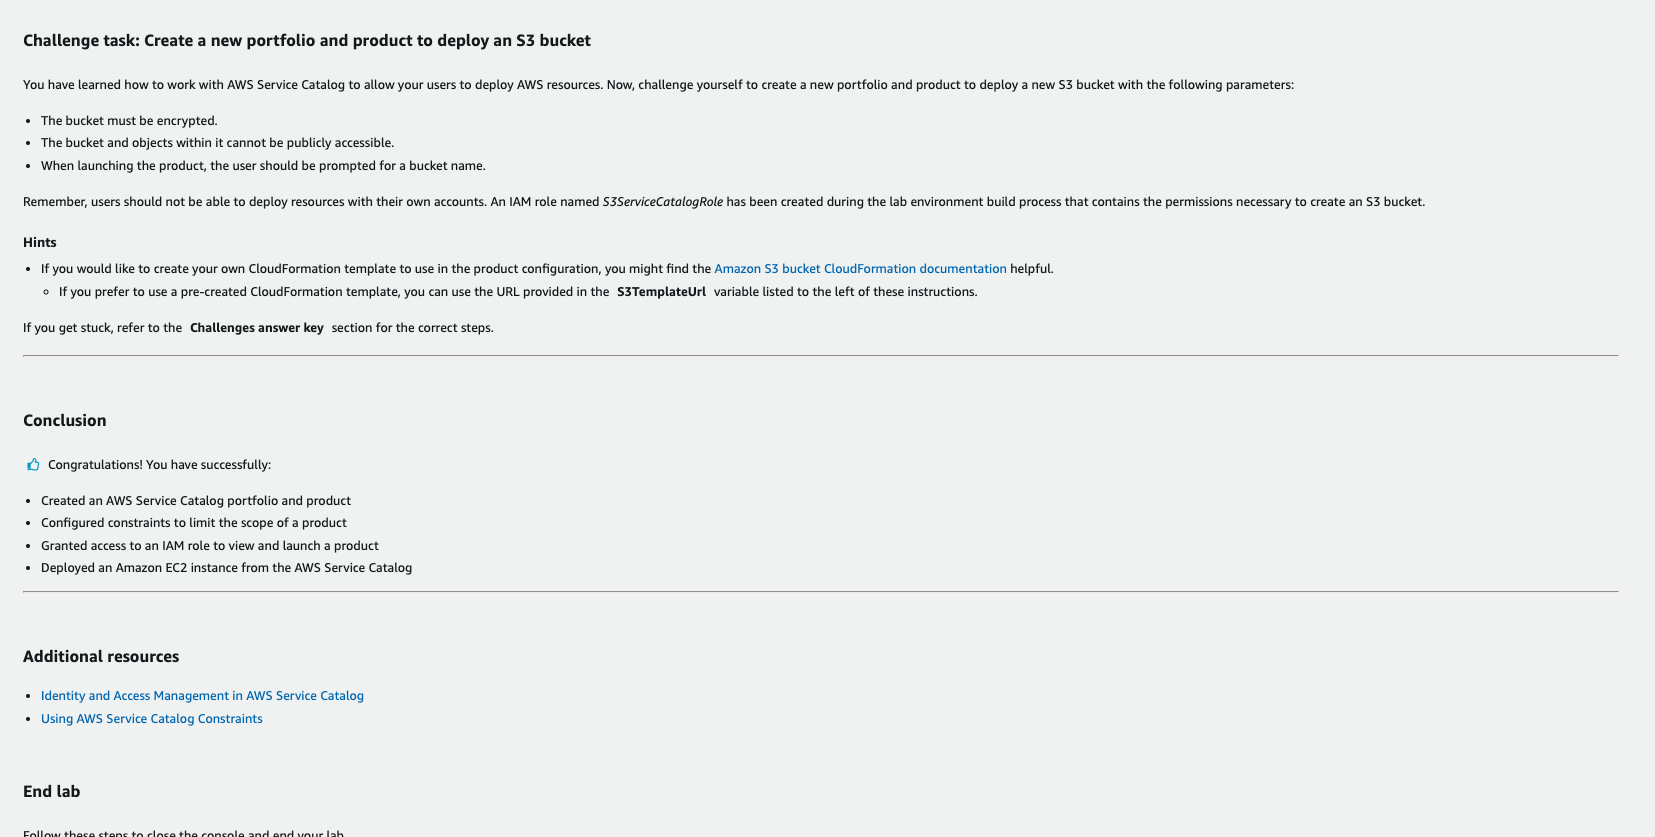 Challenge task: Create a new portfolio and product to deploy an S3 bucket
You have learned how to work with AWS Service Catalog to allow your users to deploy AWS resources. Now, challenge yourself to create a new portfolio and product to deploy a new S3 bucket with the following parameters:
• The bucket must be encrypted.
• The bucket and objects within it cannot be publicly accessible.
• When launching the product, the user should be prompted for a bucket name.
Remember, users should not be able to deploy resources with their own accounts. An IAM role named S3ServiceCatalogRole has been created during the lab environment build process that contains the permissions necessary to create an S3 bucket.
Hints
• If you would like to create your own CloudFormation template to use in the product configuration, you might find the Amazon S3 bucket CloudFormation documentation helpful.
◦ If you prefer to use a pre-created CloudFormation template, you can use the URL provided in the S3TemplateUrl variable listed to the left of these instructions.
If you get stuck, refer to the Challenges answer key section for the correct steps.
Conclusion
Congratulations! You have successfully:
• Created an AWS Service Catalog portfolio and product
• Configured constraints to limit the scope of a product
• Granted access to an IAM role to view and launch a product
• Deployed an Amazon EC2 instance from the AWS Service Catalog
Additional resources
• Identity and Access Management in AWS Service Catalog
• Using AWS Service Catalog Constraints
End lab
Follow these steps to close the console and end your lab.